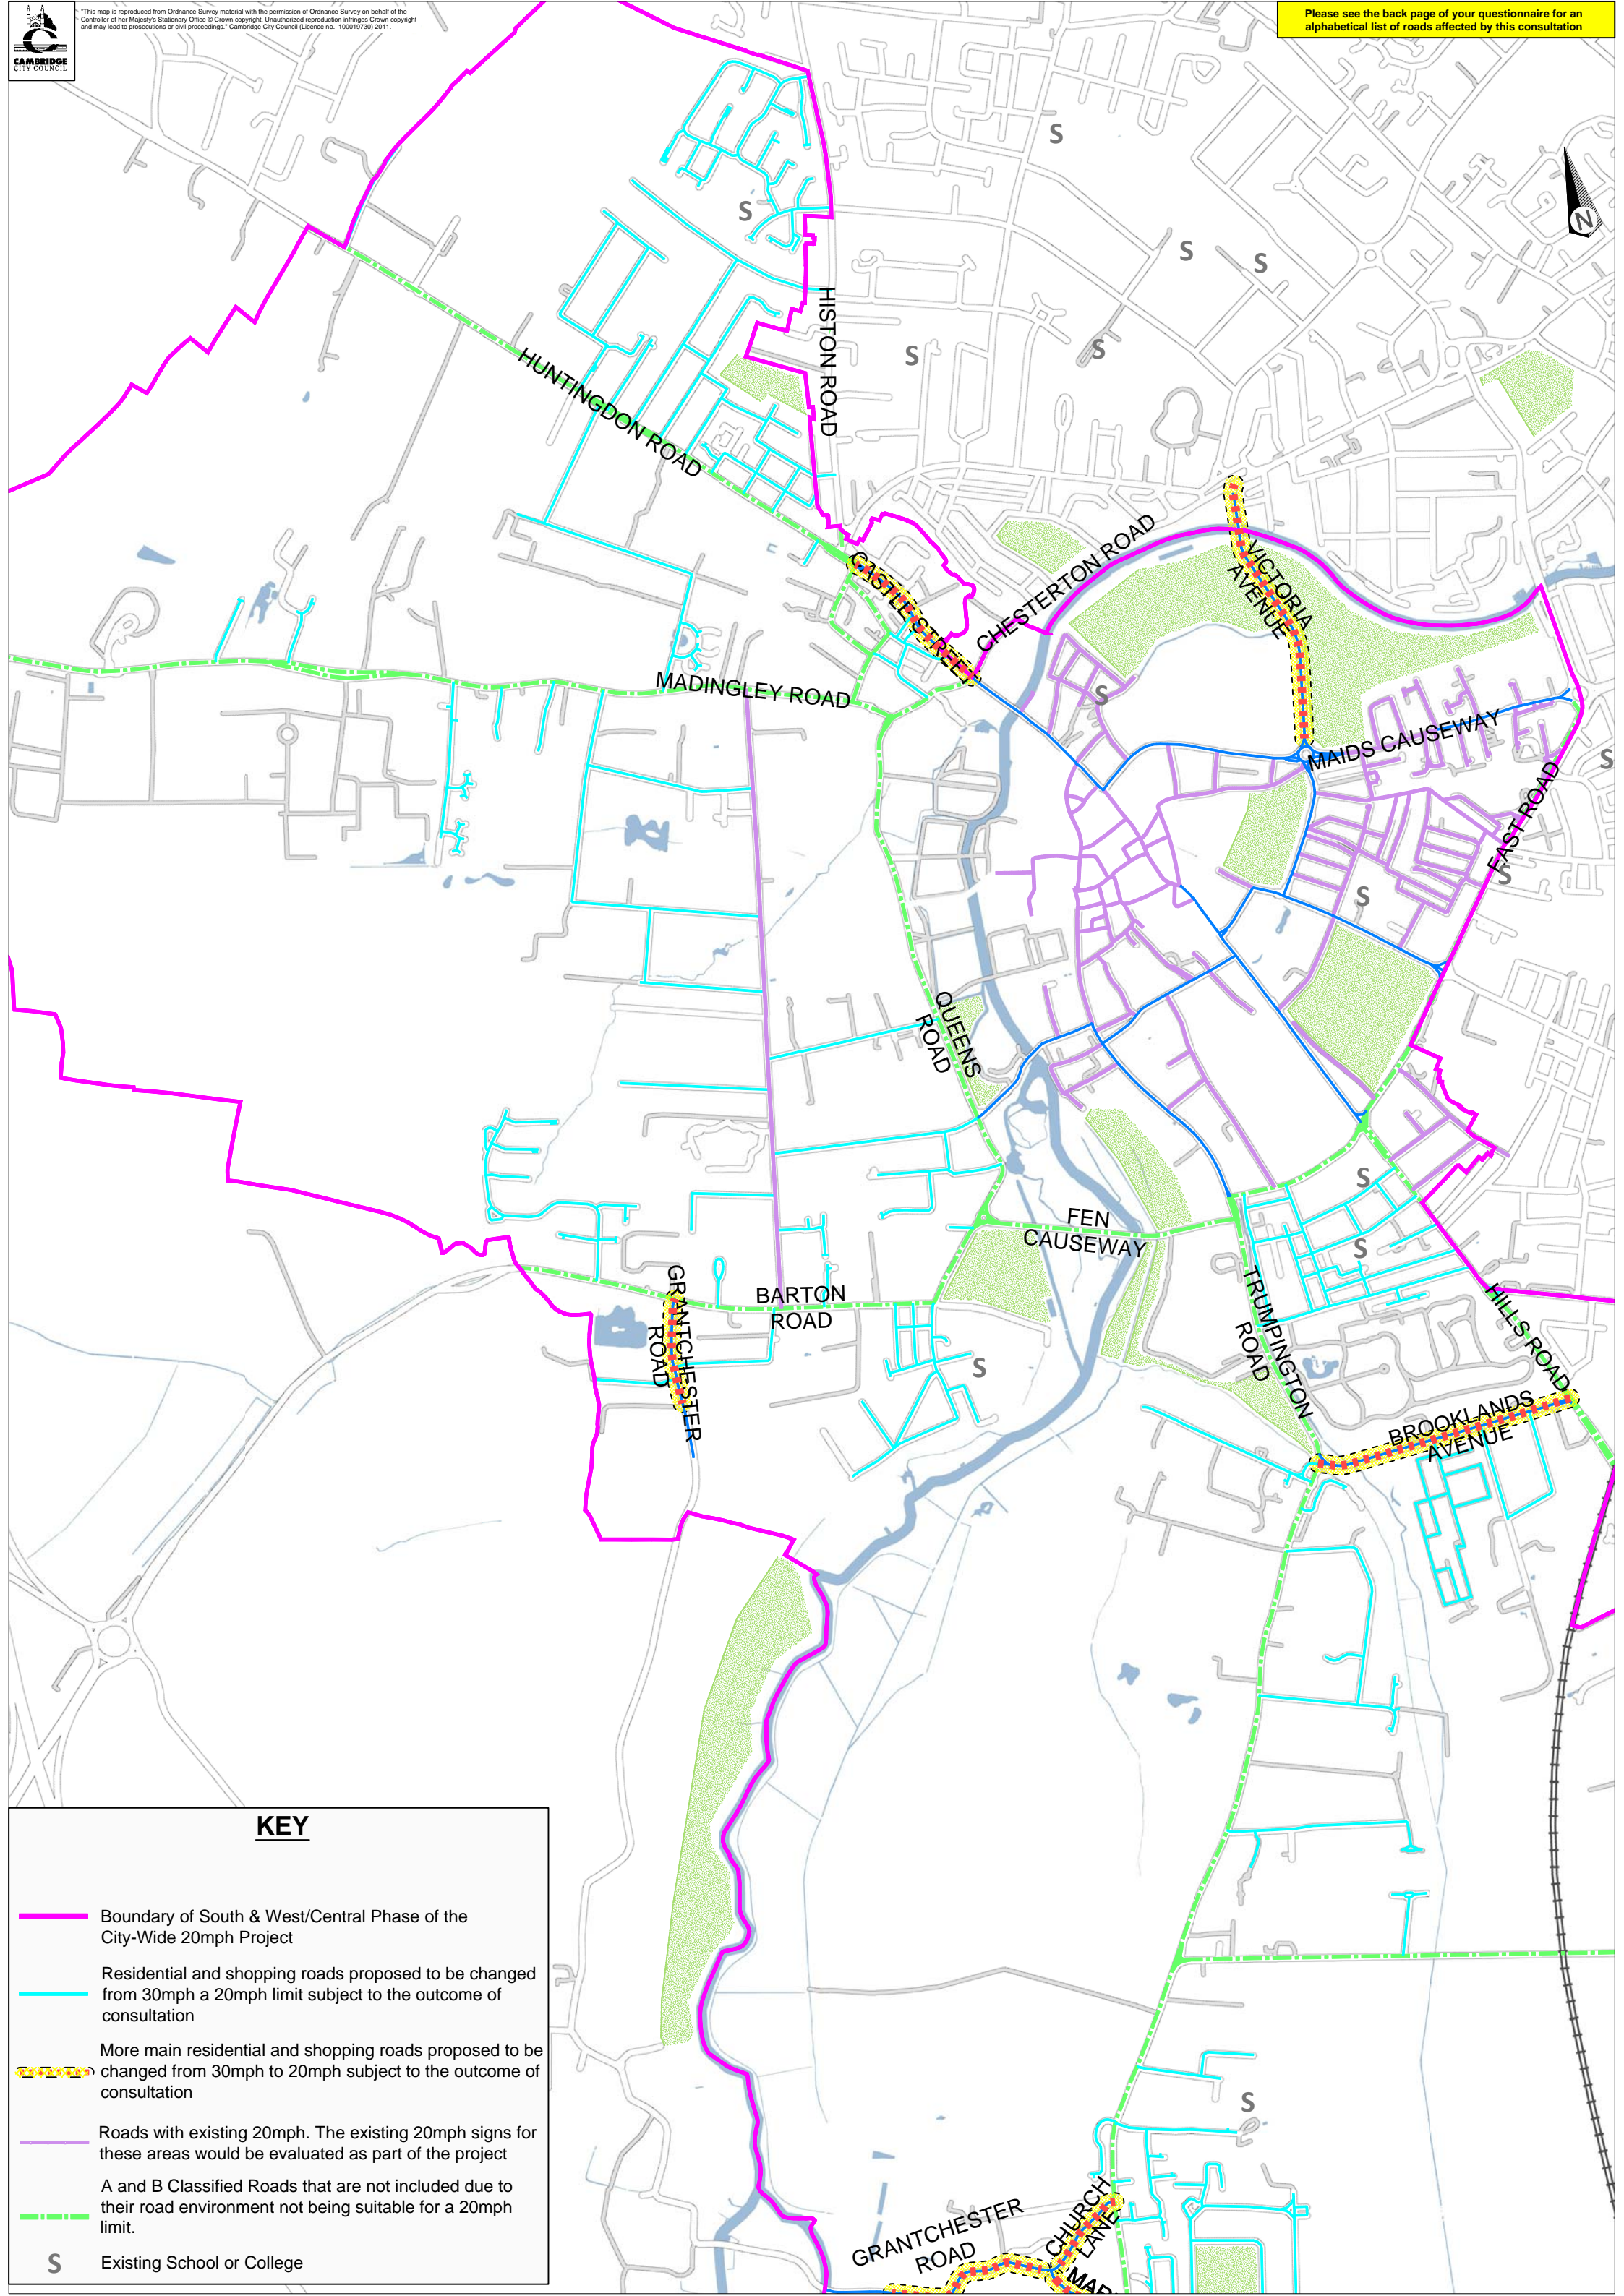 CAMBRIDGE
CITY COUNCIL
"This map is reproduced from Ordnance Survey material with the permission of Ordnance Survey on behalf of the
Controller of her Majesty's Stationary Office © Crown copyright. Unauthorized reproduction infringes Crown copyright
and may lead to prosecutions or civil proceedings." Cambridge City Council (Licence no. 100019730) 2011.
Please see the back page of your questionnaire for an
alphabetical list of roads affected by this consultation
N
S
S
S
S
S
S
HISTON ROAD
HUNTINGDON ROAD
CASTLE STREET
CHESTERTON ROAD
VICTORIA
AVENUE
MADINGLEY ROAD
S
MAIDS CAUSEWAY
S
EAST ROAD
S
S
QUEENS
ROAD
S
FEN
CAUSEWAY
S
GRANTCHESTER
ROAD
BARTON
ROAD
TRUMPINGTON
ROAD
HILLS ROAD
S
BROOKLANDS
AVENUE
KEY
Boundary of South & West/Central Phase of the
City-Wide 20mph Project
Residential and shopping roads proposed to be changed
from 30mph a 20mph limit subject to the outcome of
consultation
More main residential and shopping roads proposed to be
changed from 30mph to 20mph subject to the outcome of
consultation
Roads with existing 20mph. The existing 20mph signs for
these areas would be evaluated as part of the project
A and B Classified Roads that are not included due to
their road environment not being suitable for a 20mph
limit.
S Existing School or College
S
GRANTCHESTER
ROAD
CHURCH
LANE